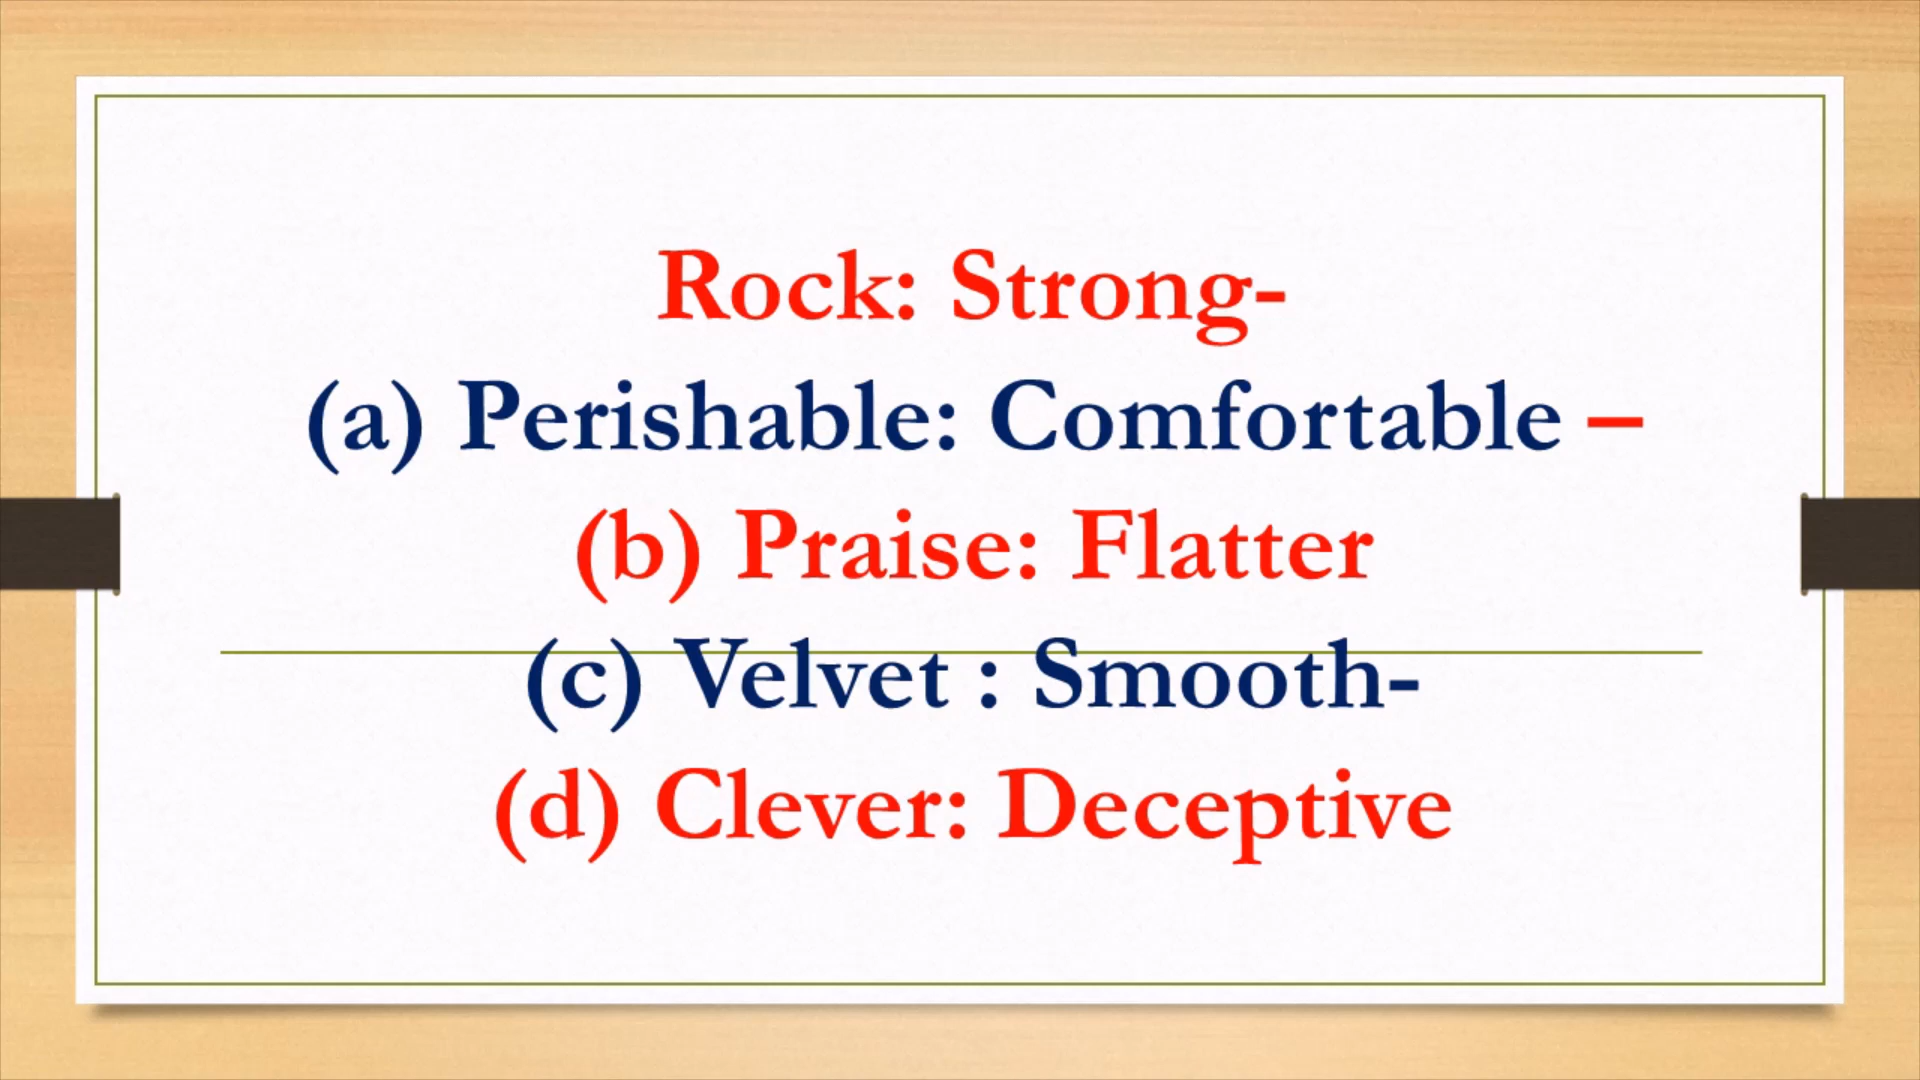 Rock: Strong-
(a) Perishable: Comfortable –
(b) Praise: Flatter
(c) Velvet : Smooth-
(d) Clever: Deceptive